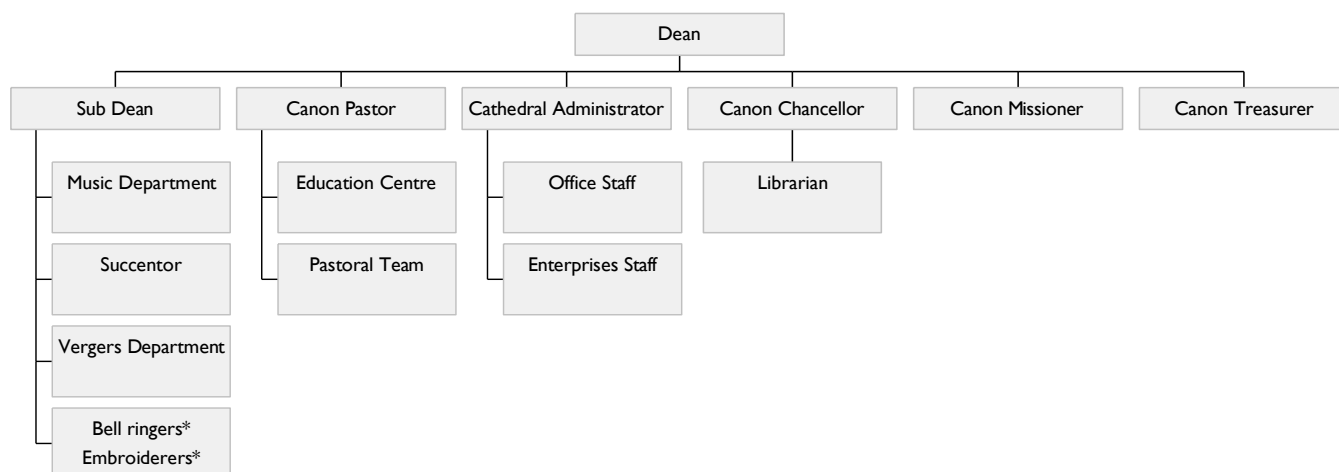 Dean
Sub Dean
Canon Pastor
Cathedral Administrator
Canon Chancellor
Canon Missioner
Canon Treasurer
Music Department
Education Centre
Office Staff
Librarian
Succentor
Pastoral Team
Enterprises Staff
Vergers Department
Bell ringers*
Embroiderers*